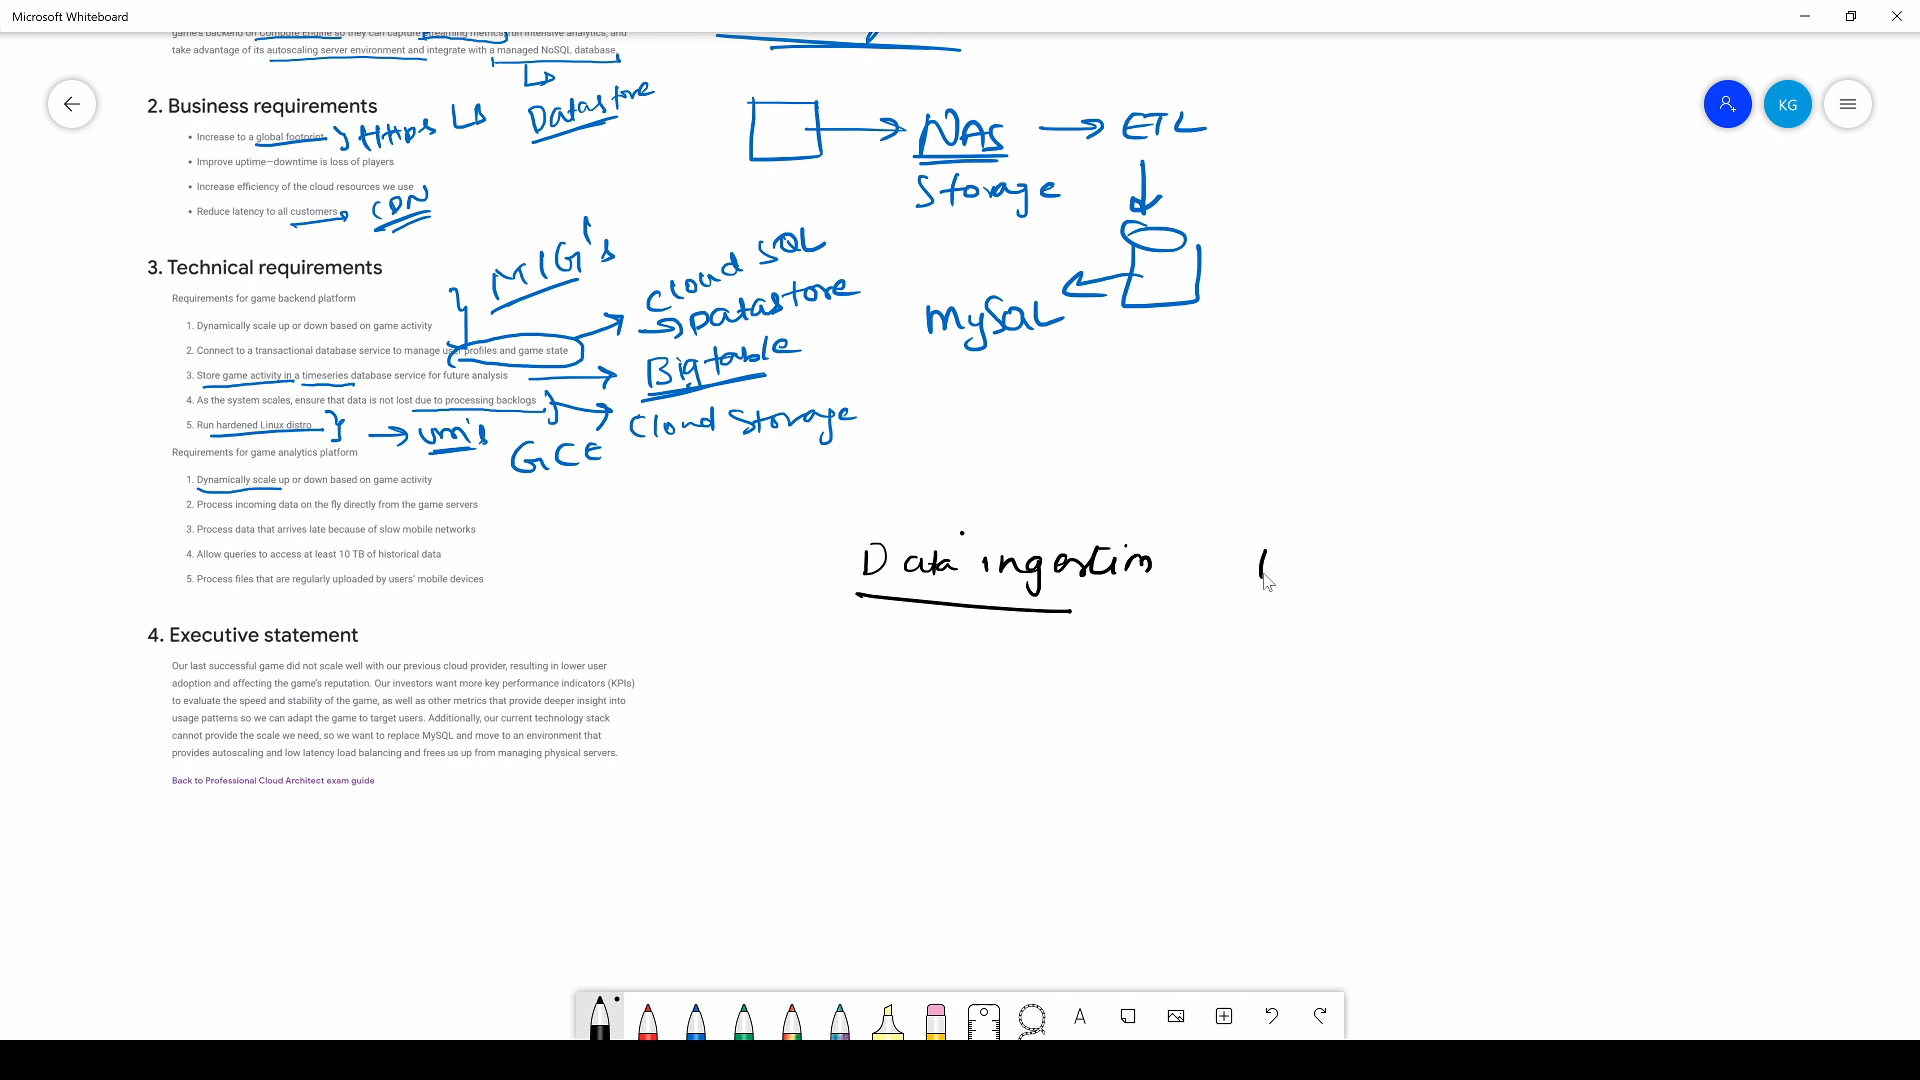 Microsoft Whiteboard
game's backend on Compute Engine so they can capture streaming metrics, run intensive analytics, and
take advantage of its autoscaling server environment and integrate with a managed NoSQL database.
Datastore
2. Business requirements
• Increase to a global footprint
Https LB
• Improve uptime—downtime is loss of players
• Increase efficiency of the cloud resources we use
• Reduce latency to all customers
CDN
NAS
ETL
Storage
MySQL
KG
3. Technical requirements
MIG's
Requirements for game backend platform
1. Dynamically scale up or down based on game activity
2. Connect to a transactional database service to manage user profiles and game state
Cloud SQL
Datastore
3. Store game activity in a timeseries database service for future analysis
Bigtable
4. As the system scales, ensure that data is not lost due to processing backlogs
Cloud Storage
5. Run hardened Linux distro
VM's
GCE
Requirements for game analytics platform
1. Dynamically scale up or down based on game activity
2. Process incoming data on the fly directly from the game servers
3. Process data that arrives late because of slow mobile networks
4. Allow queries to access at least 10 TB of historical data
5. Process files that are regularly uploaded by users' mobile devices
Data ingestion
4. Executive statement
Our last successful game did not scale well with our previous cloud provider, resulting in lower user
adoption and affecting the game's reputation. Our investors want more key performance indicators (KPIs)
to evaluate the speed and stability of the game, as well as other metrics that provide deeper insight into
usage patterns so we can adapt the game to target users. Additionally, our current technology stack
cannot provide the scale we need, so we want to replace MySQL and move to an environment that
provides autoscaling and low latency load balancing and frees us up from managing physical servers.
Back to Professional Cloud Architect exam guide
A